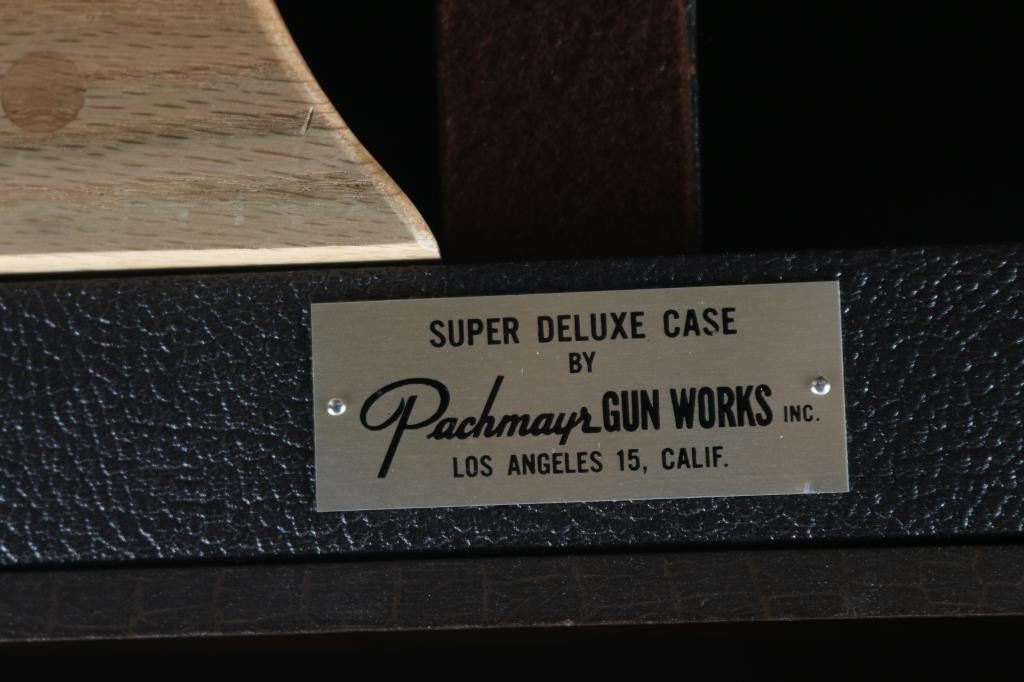 SUPER DELUXE CASE
BY
Pachmayr GUN WORKS INC.
LOS ANGELES 15, CALIF.